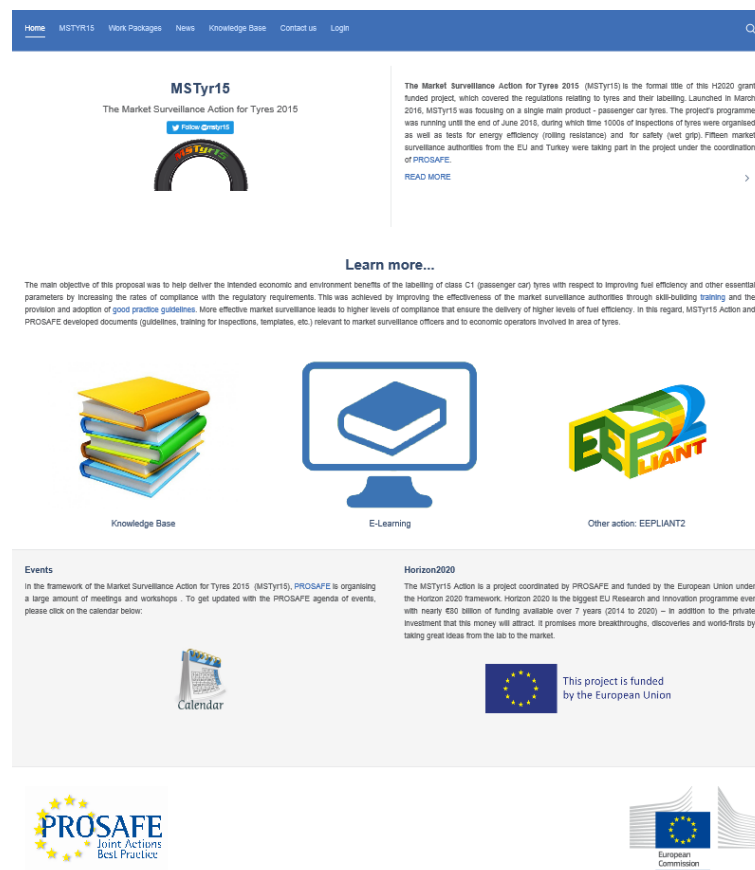 Home MSTYR15 Work Packages News Knowledge Base Contact us Login
MSTyr15
The Market Surveillance Action for Tyres 2015
Follow @mstyr15
MSTyr15
The Market Surveillance Action for Tyres 2015 (MSTyr15) is the formal title of this H2020 grant
funded project, which covered the regulations relating to tyres and their labelling. Launched in March
2016, MSTyr15 was focusing on a single main product - passenger car tyres. The project's programme
was running until the end of June 2018, during which time 1000s of inspections of tyres were organised
as well as tests for energy efficiency (rolling resistance) and for safety (wet grip). Fifteen market
surveillance authorities from the EU and Turkey were taking part in the project under the coordination
of PROSAFE.
READ MORE
Learn more...
The main objective of this proposal was to help deliver the intended economic and environment benefits of the labelling of class C1 (passenger car) tyres with respect to improving fuel efficiency and other essential
parameters by increasing the rates of compliance with the regulatory requirements. This was achieved by improving the effectiveness of the market surveillance authorities through skill-building training and the
provision and adoption of good practice guidelines. More effective market surveillance leads to higher levels of compliance that ensure the delivery of higher levels of fuel efficiency. In this regard, MSTyr15 Action and
PROSAFE developed documents (guidelines, training for inspections, templates, etc.) relevant to market surveillance officers and to economic operators involved in area of tyres.
EEPLIANT2
Knowledge Base
E-Learning
Other action: EEPLIANT2
Events
In the framework of the Market Surveillance Action for Tyres 2015 (MSTyr15), PROSAFE is organising
a large amount of meetings and workshops . To get updated with the PROSAFE agenda of events,
please click on the calendar below:
Calendar
Horizon2020
The MSTyr15 Action is a project coordinated by PROSAFE and funded by the European Union under
the Horizon 2020 framework. Horizon 2020 is the biggest EU Research and Innovation programme ever
with nearly €80 billion of funding available over 7 years (2014 to 2020) – in addition to the private
investment that this money will attract. It promises more breakthroughs, discoveries and world-firsts by
taking great ideas from the lab to the market.
This project is funded
by the European Union
PROSAFE
Joint Actions
Best Practice
European
Commission